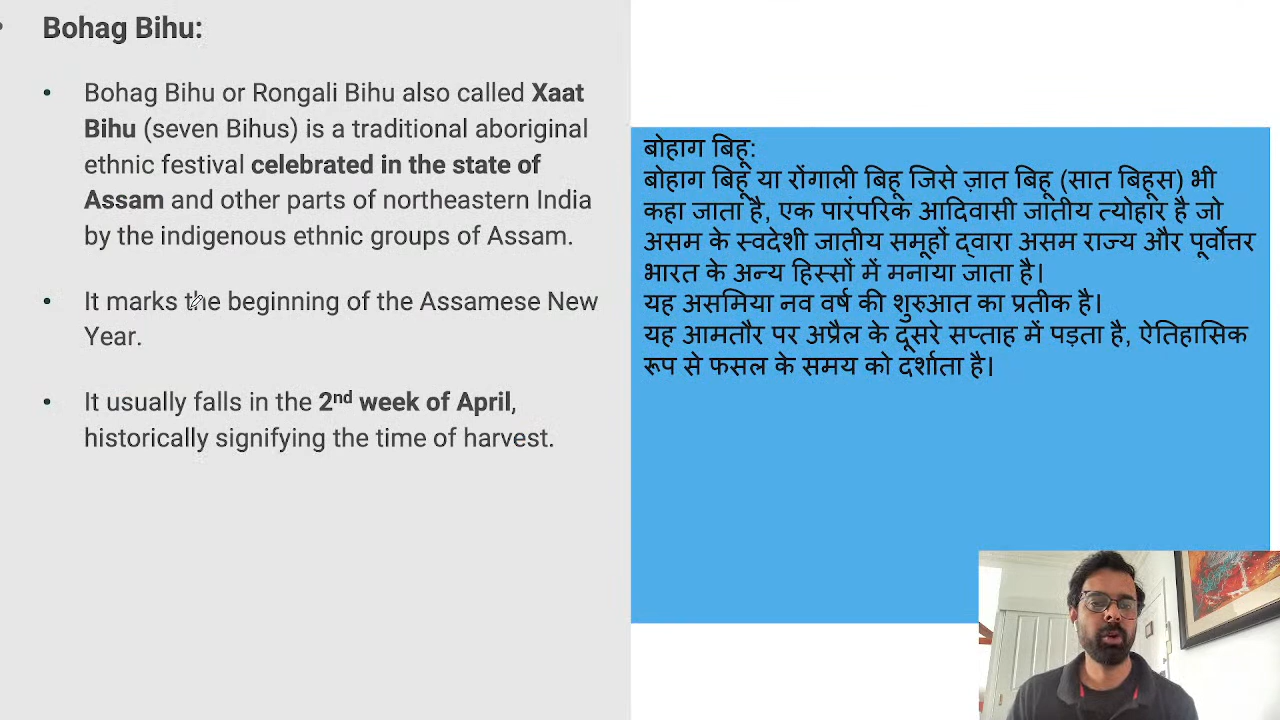 Bohag Bihu:
Bohag Bihu or Rongali Bihu also called Xaat
Bihu (seven Bihus) is a traditional aboriginal
ethnic festival celebrated in the state of
Assam and other parts of northeastern India
by the indigenous ethnic groups of Assam.
It marks the beginning of the Assamese New
Year.
It usually falls in the 2nd week of April,
historically signifying the time of harvest.
बोहाग बिहू:
बोहाग बिहू या रोंगाली बिहू जिसे ज़ात बिहू (सात बिहूस) भी
कहा जाता है, एक पारंपरिक आदिवासी जातीय त्योहार है जो
असम के स्वदेशी जातीय समूहों द्वारा असम राज्य और पूर्वोत्तर
भारत के अन्य हिस्सों में मनाया जाता है।
यह असमिया नव वर्ष की शुरुआत का प्रतीक है।
यह आमतौर पर अप्रैल के दूसरे सप्ताह में पड़ता है, ऐतिहासिक
रूप से फसल के समय को दर्शाता है।